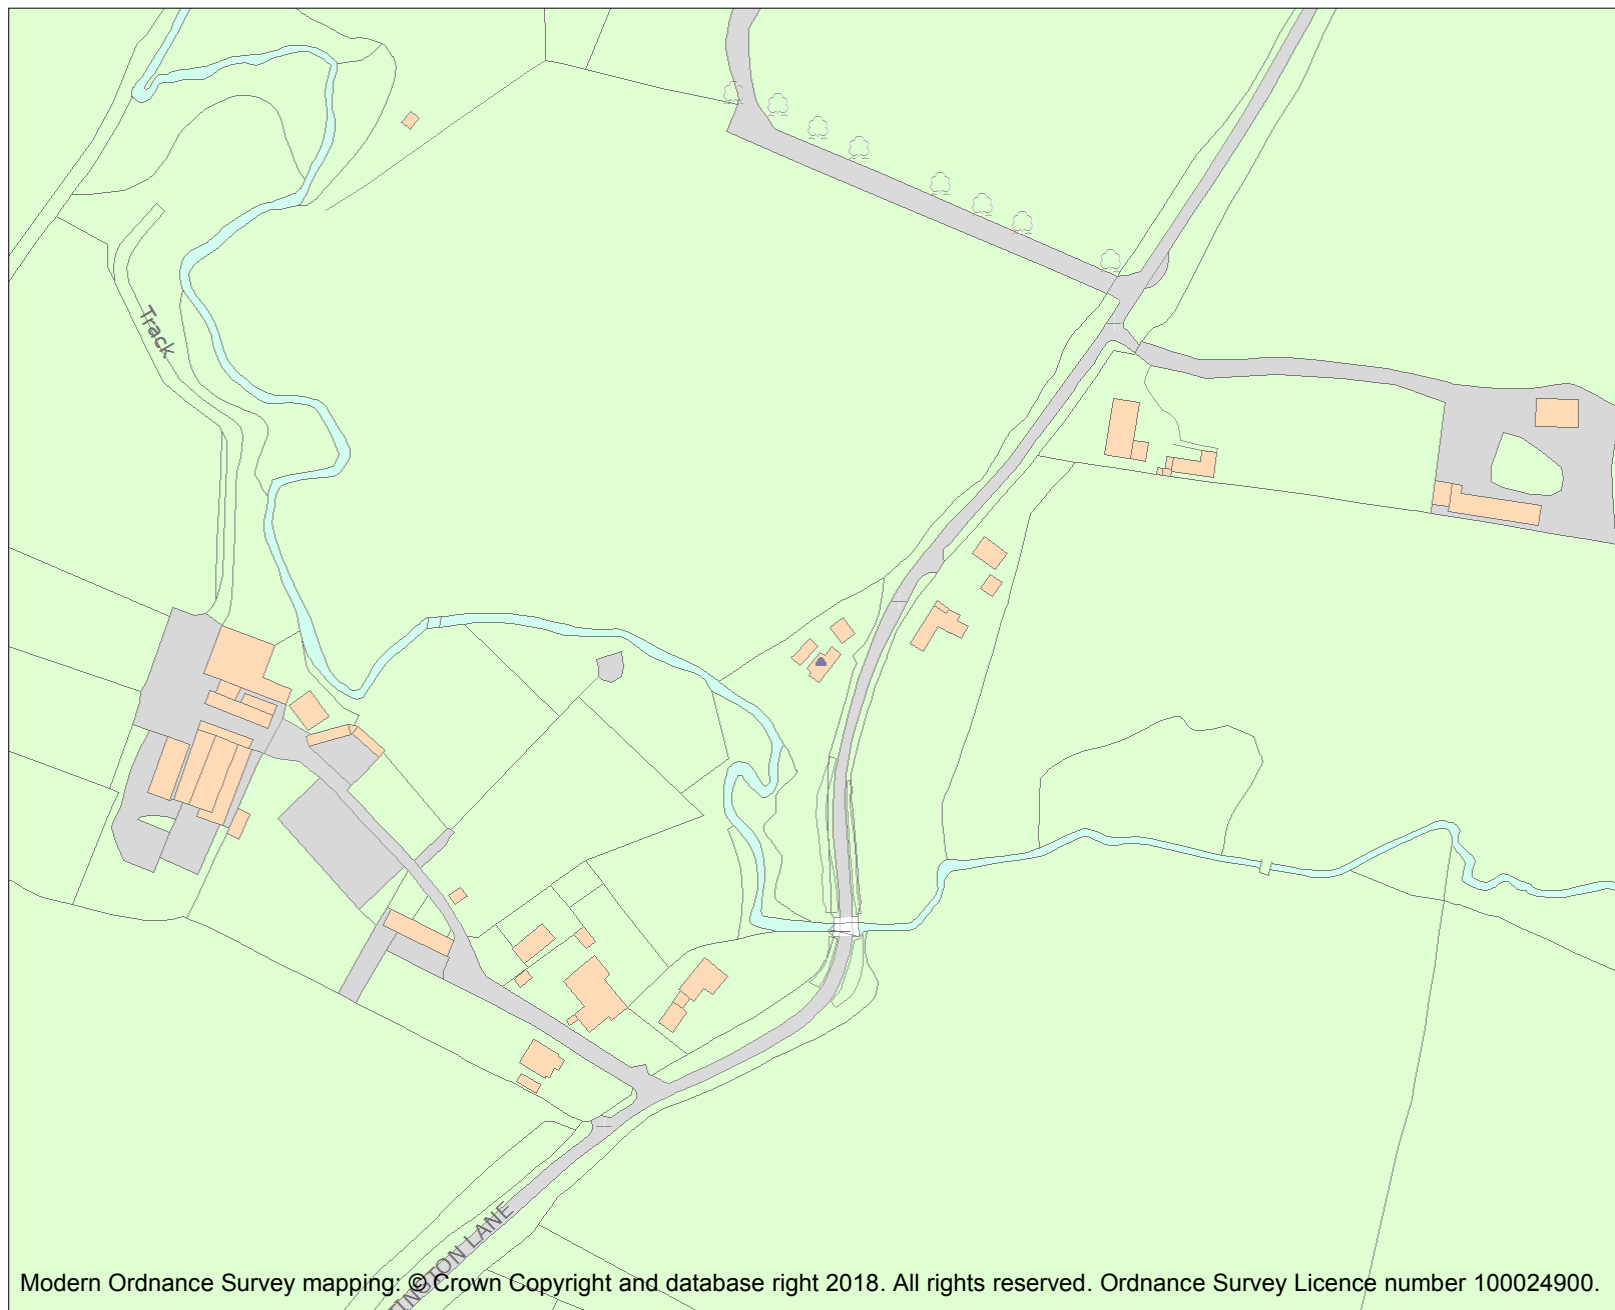 Track
LANE
Modern Ordnance Survey mapping: © Crown Copyright and database right 2018. All rights reserved. Ordnance Survey Licence number 100024900.